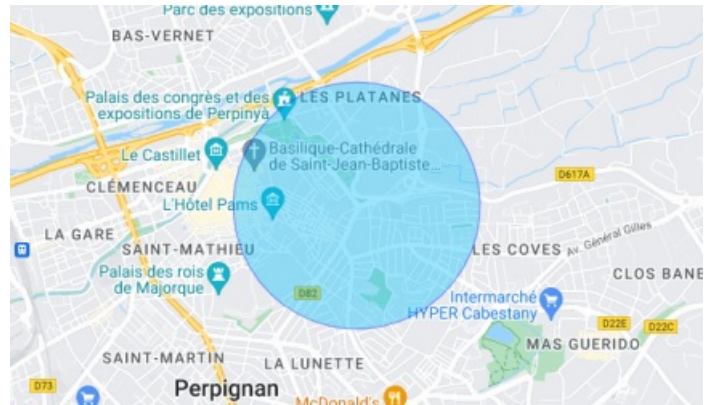 Parc des expositions
BAS-VERNET
Palais des congrès et des
expositions de Perpinyà
LES PLATANES
Le Castillet
Basilique-Cathédrale
de Saint-Jean-Baptiste...
D617A
CLÉMENCEAU
L'Hôtel Pams
LA GARE
SAINT-MATHIEU
LES COVES
Av. Général Gilles
Palais des rois
de Majorque
CLOS BANE
D82
Intermarché
HYPER Cabestany
D22E
D22C
MAS GUERIDO
SAINT-MARTIN
LA LUNETTE
D73
Perpignan
McDonald's